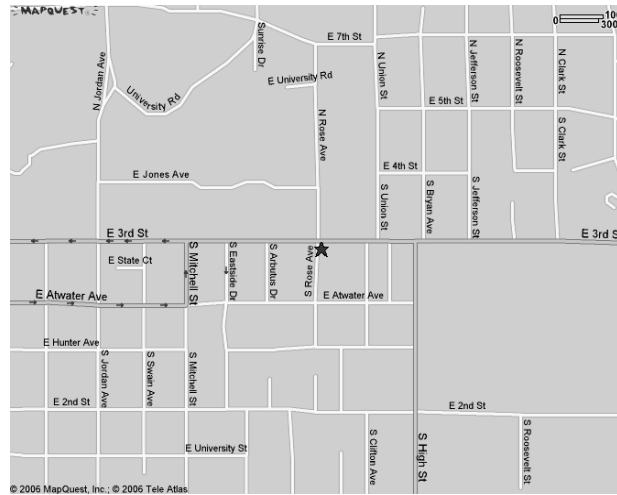 MAPQUEST
0 100
300
E 7th St
Sunrise Dr
N Jordan Ave
University Rd
E University Rd
N Rose Ave
N Union St
N Jefferson St
N Roosevelt St
N Clark St
E 5th St
S Clark St
E 4th St
E Jones Ave
S Union St
S Bryan Ave
S Jefferson St
E 3rd St
E 3rd S
E State Ct
S Mitchell St
S Eastside Dr
S Arbutus Dr
S Rose Ave
E Atwater Ave
E Atwater Ave
E Hunter Ave
S Jordan Ave
S Swain Ave
S Mitchell St
E 2nd St
E 2nd St
E University St
S Clifton Ave
S High St
S Roosevelt St
© 2006 MapQuest, Inc.; © 2006 Tele Atlas